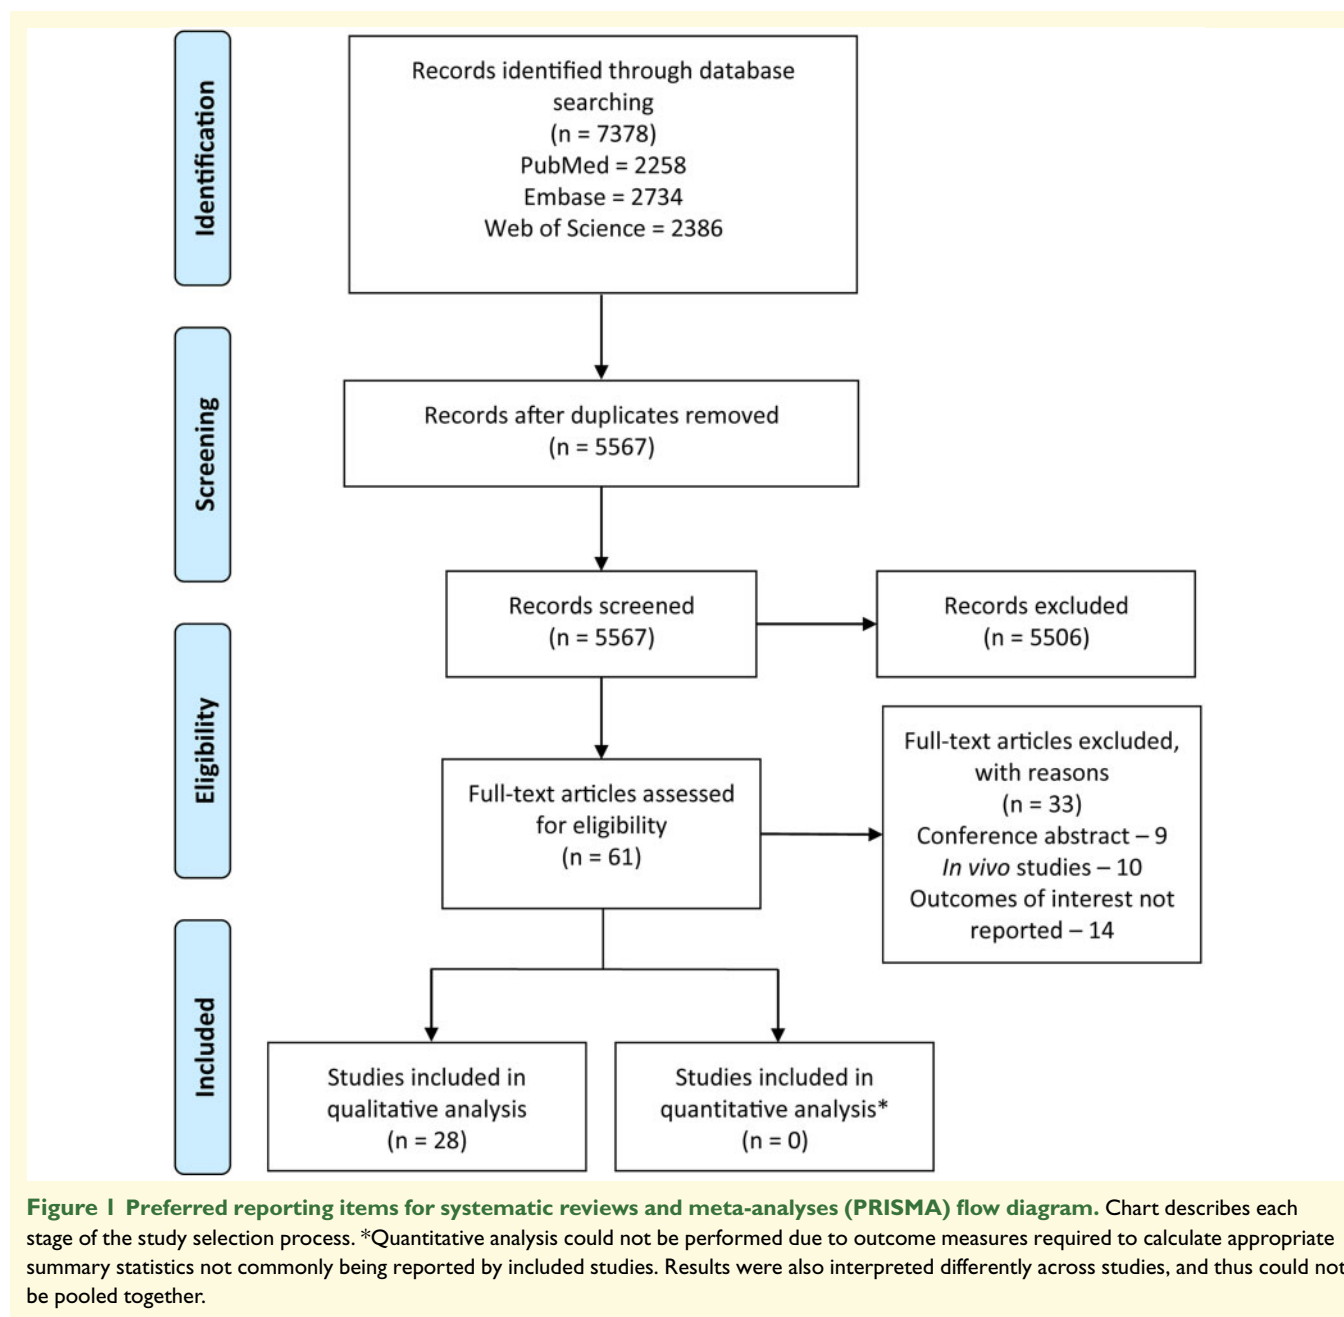 Identification
Records identified through database
searching
(n = 7378)
PubMed = 2258
Embase = 2734
Web of Science = 2386
Screening
Records after duplicates removed
(n = 5567)
Records screened
(n = 5567)
Records excluded
(n = 5506)
Eligibility
Full-text articles assessed
for eligibility
(n = 61)
Full-text articles excluded,
with reasons
(n = 33)
Conference abstract – 9
In vivo studies – 10
Outcomes of interest not
reported – 14
Included
Studies included in
qualitative analysis
(n = 28)
Studies included in
quantitative analysis*
(n = 0)
Figure 1 Preferred reporting items for systematic reviews and meta-analyses (PRISMA) flow diagram. Chart describes each
stage of the study selection process. *Quantitative analysis could not be performed due to outcome measures required to calculate appropriate
summary statistics not commonly being reported by included studies. Results were also interpreted differently across studies, and thus could not
be pooled together.